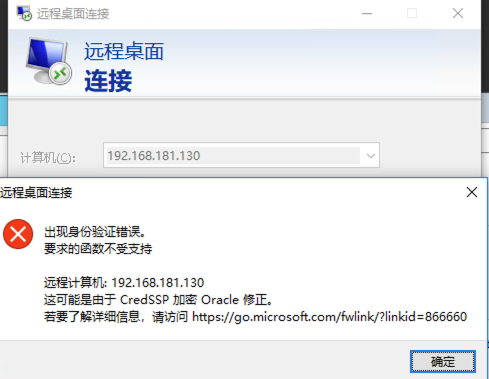 远程桌面连接
远程桌面
连接
计算机(C):
192.168.181.130
远程桌面连接
出现身份验证错误。
要求的函数不受支持
远程计算机: 192.168.181.130
这可能是由于 CredSSP 加密 Oracle 修正。
若要了解详细信息，请访问 https://go.microsoft.com/fwlink/?linkid=866660
确定